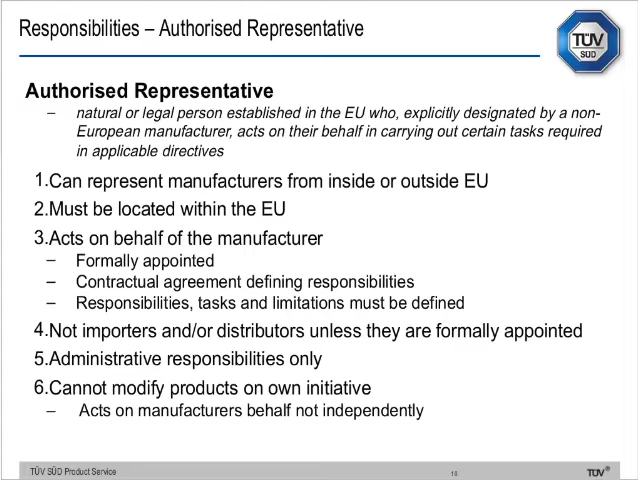 Responsibilities – Authorised Representative
TÜV
SÜD
Authorised Representative
– natural or legal person established in the EU who, explicitly designated by a non-
European manufacturer, acts on their behalf in carrying out certain tasks required
in applicable directives
1.Can represent manufacturers from inside or outside EU
2.Must be located within the EU
3.Acts on behalf of the manufacturer
– Formally appointed
– Contractual agreement defining responsibilities
– Responsibilities, tasks and limitations must be defined
4.Not importers and/or distributors unless they are formally appointed
5.Administrative responsibilities only
6.Cannot modify products on own initiative
– Acts on manufacturers behalf not independently
TÜV SÜD Product Service
TÜV®